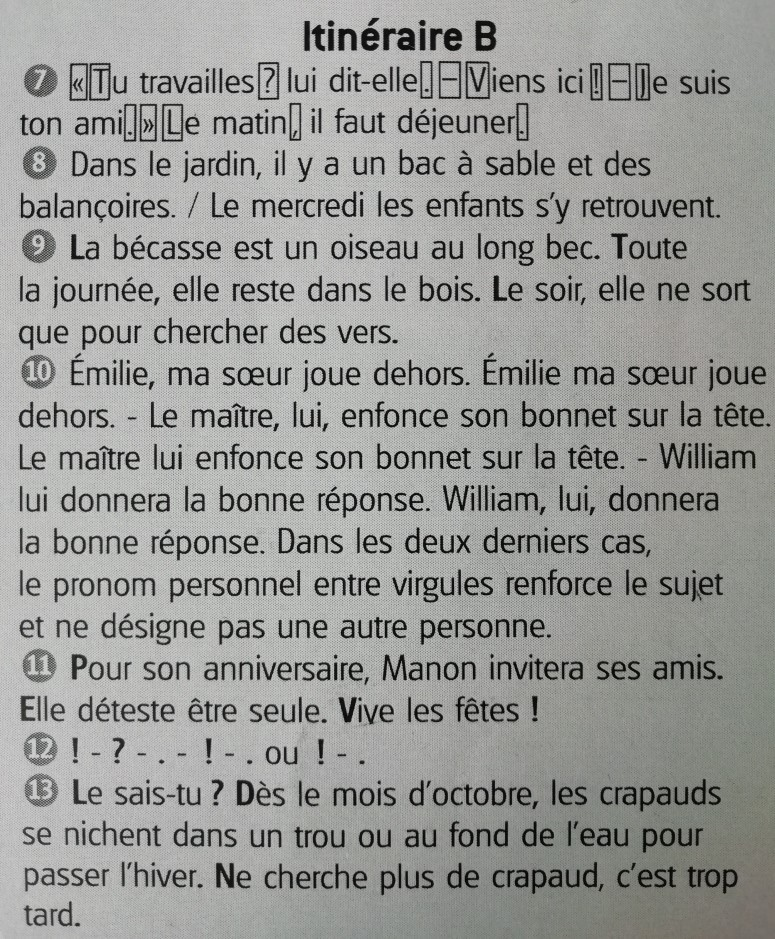 Itinéraire B
7 « Tu travailles ? lui dit-elle. – Viens ici ! – Je suis
ton ami. » Le matin, il faut déjeuner.
8 Dans le jardin, il y a un bac à sable et des
balançoires. / Le mercredi les enfants s'y retrouvent.
9 La bécasse est un oiseau au long bec. Toute
la journée, elle reste dans le bois. Le soir, elle ne sort
que pour chercher des vers.
10 Émilie, ma sœur joue dehors. Émilie ma sœur joue
dehors. - Le maître, lui, enfonce son bonnet sur la tête.
Le maître lui enfonce son bonnet sur la tête. - William
lui donnera la bonne réponse. William, lui, donnera
la bonne réponse. Dans les deux derniers cas,
le pronom personnel entre virgules renforce le sujet
et ne désigne pas une autre personne.
11 Pour son anniversaire, Manon invitera ses amis.
Elle déteste être seule. Vive les fêtes !
12 ! - ? - . - ! - . ou ! - .
13 Le sais-tu ? Dès le mois d'octobre, les crapauds
se nichent dans un trou ou au fond de l'eau pour
passer l'hiver. Ne cherche plus de crapaud, c'est trop
tard.